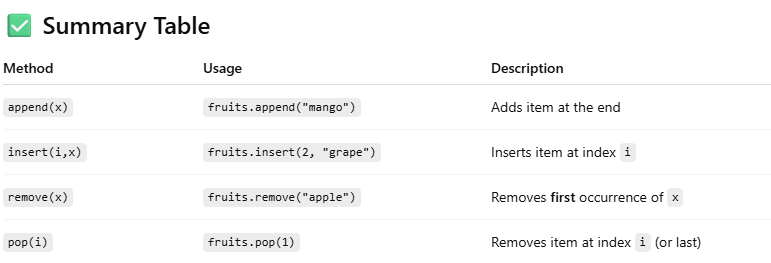 ✅ Summary Table
Method Usage Description
append(x) fruits.append("mango") Adds item at the end
insert(i,x) fruits.insert(2, "grape") Inserts item at index i
remove(x) fruits.remove("apple") Removes first occurrence of x
pop(i) fruits.pop(1) Removes item at index i (or last)